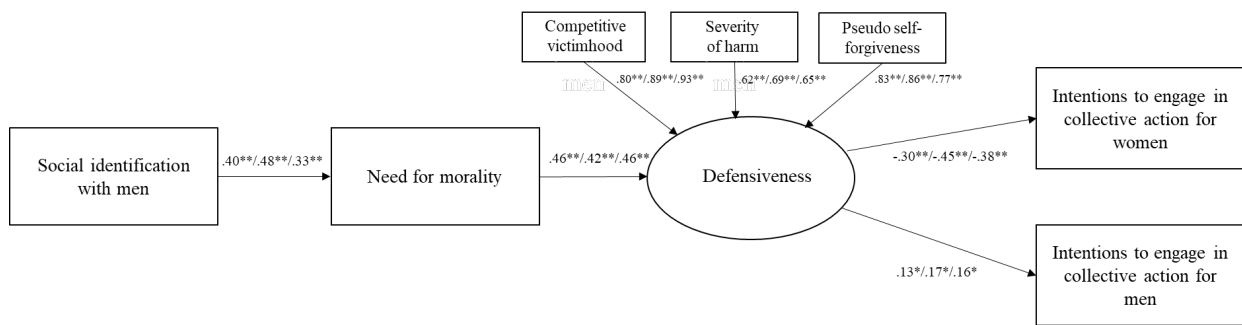 Competitive
victimhood
Severity
of harm
Pseudo self-
forgiveness
.80**/.89**/.93**
.62**/.69**/.65**
.83**/.86**/.77**
men
men
Social identification
with men
.40**/.48**/.33**
Need for morality
.46**/.42**/.46**
Defensiveness
-.30**/-.45**/-.38**
Intentions to engage in
collective action for
women
.13*/.17*/.16*
Intentions to engage in
collective action for
men